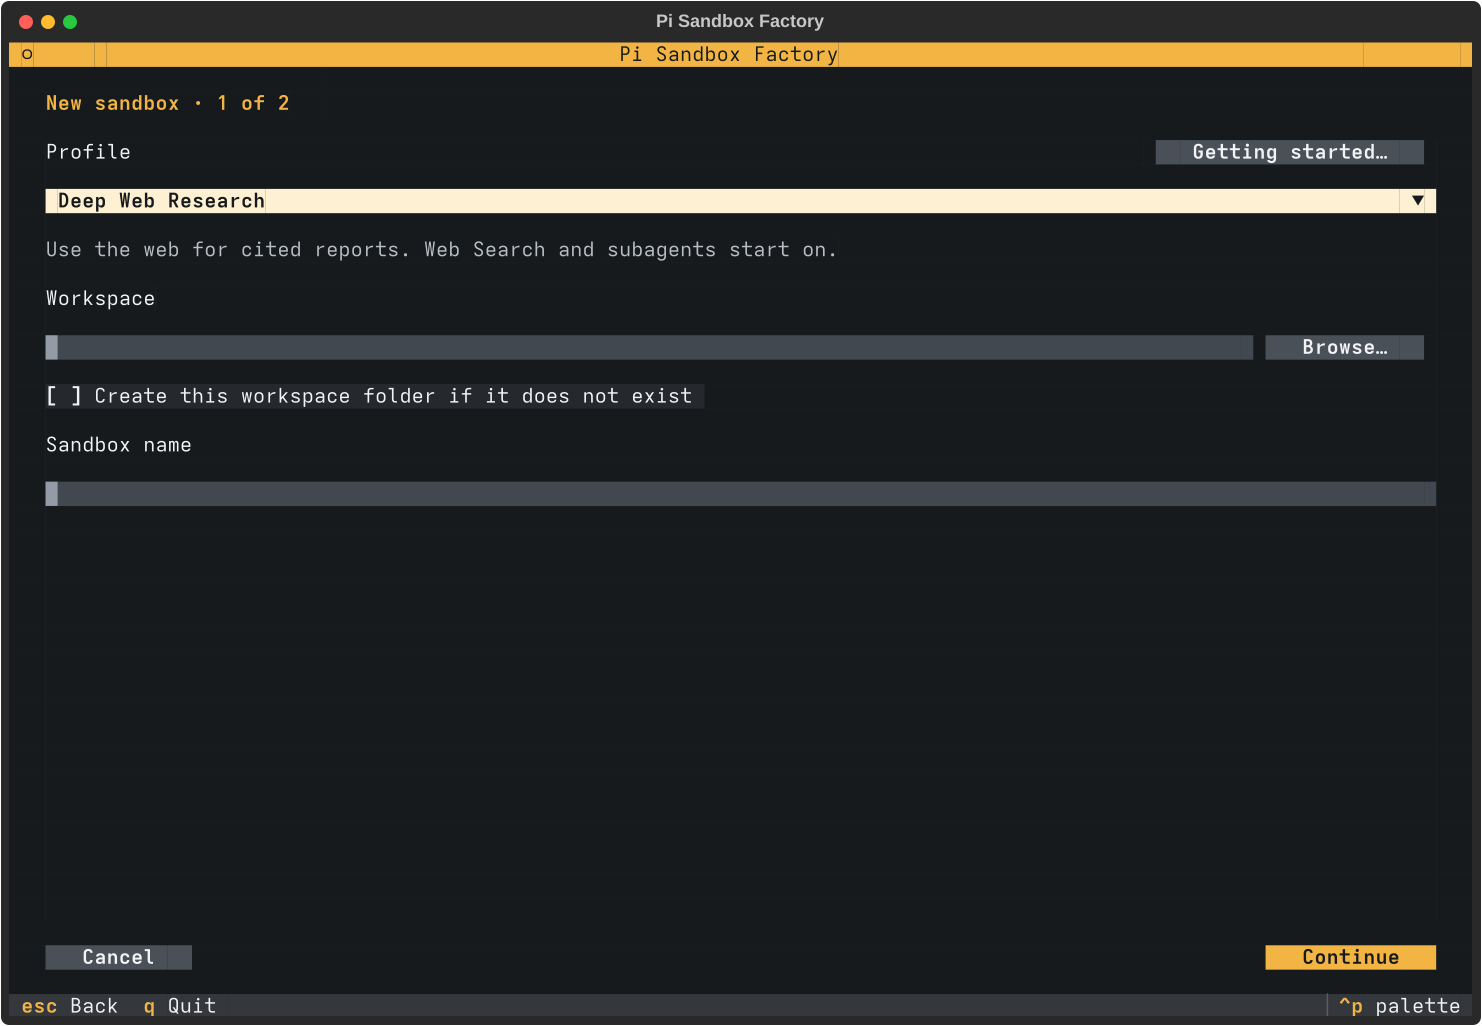 Pi Sandbox Factory
O Pi Sandbox Factory
New sandbox · 1 of 2
Profile Getting started…
Deep Web Research ▼
Use the web for cited reports. Web Search and subagents start on.
Workspace
Browse…
[ ] Create this workspace folder if it does not exist
Sandbox name
Cancel Continue
esc Back q Quit ^p palette